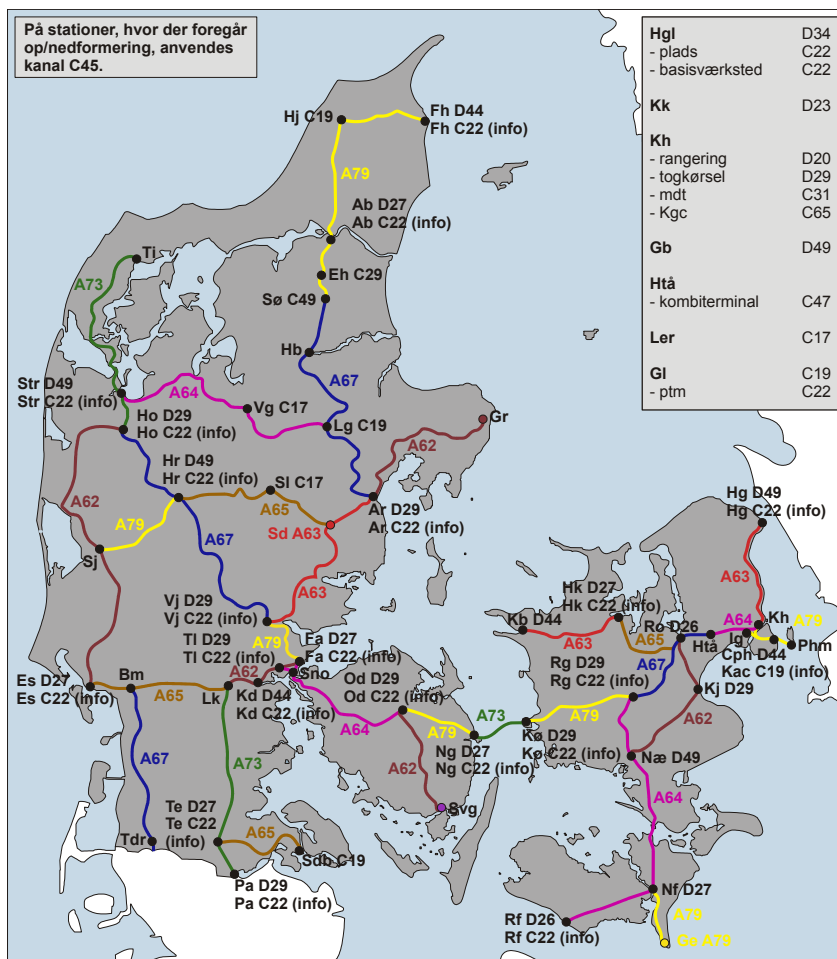 På stationer, hvor der foregår
op/nedformering, anvendes
kanal C45.
Hgl D34
- plads C22
- basisværksted C22
Kk D23
Kh
- rangering D20
- togkørsel D29
- mdt C31
- Kgc C65
Gb D49
Htå
- kombiterminal C47
Ler C17
Gl C19
- ptm C22
Hj C19
Fh D44
Fh C22 (info)
A79
Ab D27
Ab C22 (info)
Ti
A73
Eh C29
Sø C49
Hb
Str D49
Str C22 (info)
A64
A67
Vg C17
Lg C19
Gr
Ho D29
Ho C22 (info)
A62
Hr D49
Hr C22 (info)
Sl C17
A62
A65
Ar D29
Ar C22 (info)
Sd A63
A79
A67
Sj
Hg D49
Hg C22 (info)
A63
A63
Vj D29
Vj C22 (info)
Hk D27
Hk C22 (info)
Kb D44
A63
A65
Rø D26
A64
Kh
A79
Ig
Htå
Phm
Cph D44
Kac C19 (info)
A79
Tl D29
Tl C22 (info)
Fa D27
Fa C22 (info)
Sno
A62
Rg D29
Rg C22 (info)
A67
Kj D29
A62
Es D27
Es C22 (info)
Bm
A65
Lk
Kd D44
Kd C22 (info)
Od D29
Od C22 (info)
A64
A79
A73
A79
Kø D29
Kø C22 (info)
Ng D27
Ng C22 (info)
Næ D49
A67
A73
A62
A64
Te D27
Te C22
(info)
A65
Svg
Tdr
Sdb C19
Pa D29
Pa C22 (info)
Nf D27
A79
Rf D26
Rf C22 (info)
Ge A79